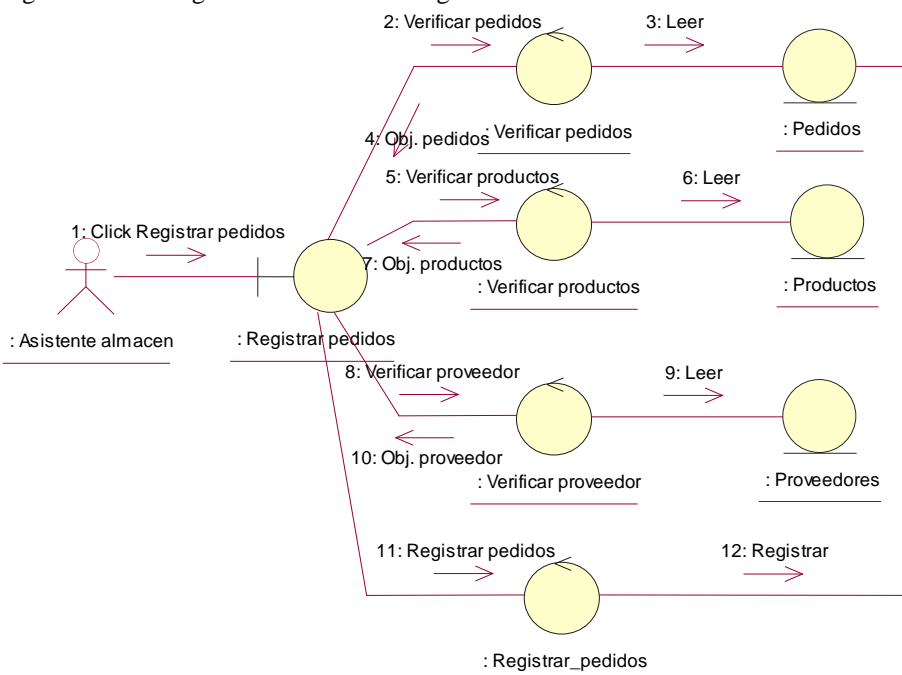 2: Verificar pedidos
3: Leer
4: Obj. pedidos
: Verificar pedidos
: Pedidos
5: Verificar productos
6: Leer
1: Click Registrar pedidos
7: Obj. productos
: Verificar productos
: Productos
: Asistente almacen
: Registrar pedidos
8: Verificar proveedor
9: Leer
10: Obj. proveedor
: Verificar proveedor
: Proveedores
11: Registrar pedidos
12: Registrar
: Registrar_pedidos